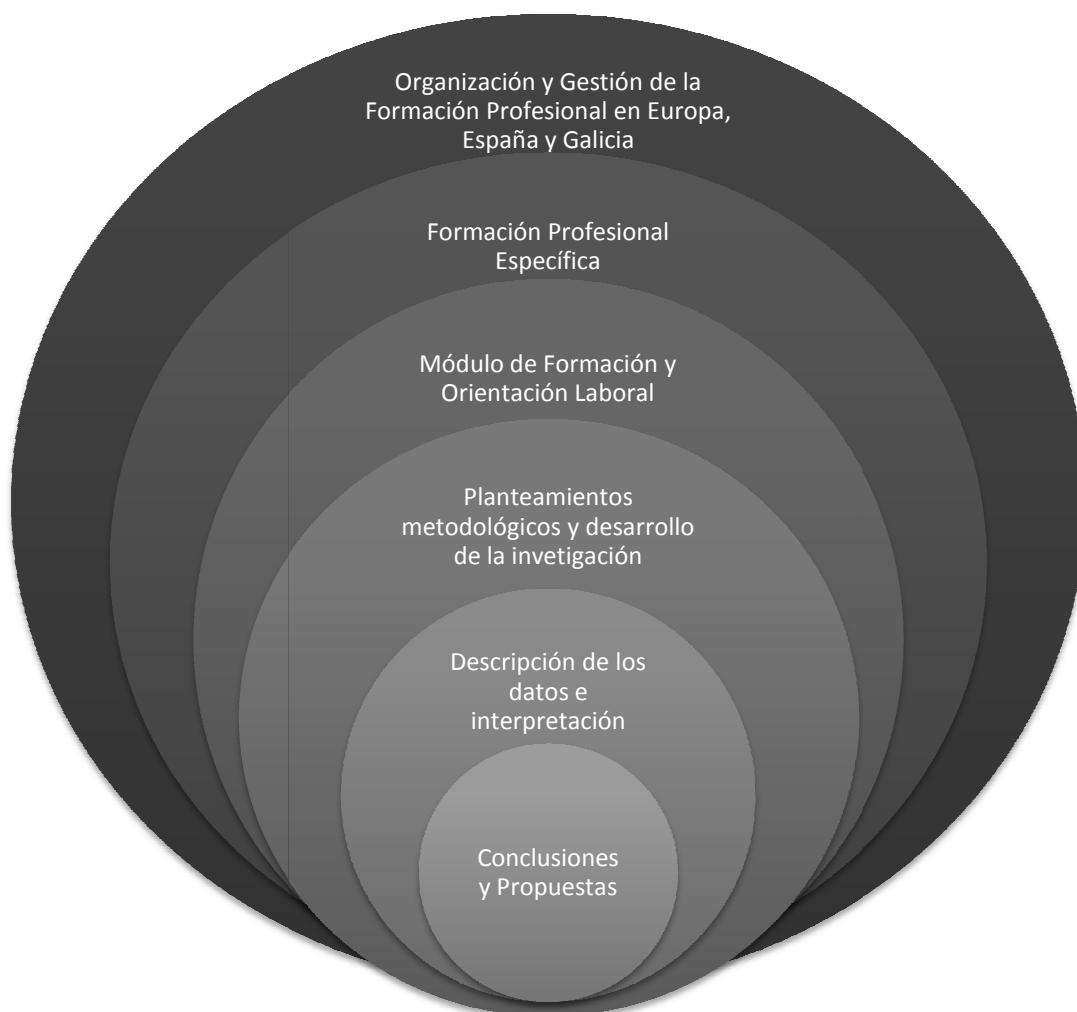 Organización y Gestión de la
Formación Profesional en Europa,
España y Galicia
Formación Profesional
Específica
Módulo de Formación y
Orientación Laboral
Planteamientos
metodológicos y desarrollo
de la invetigación
Descripción de los
datos e
interpretación
Conclusiones
y Propuestas